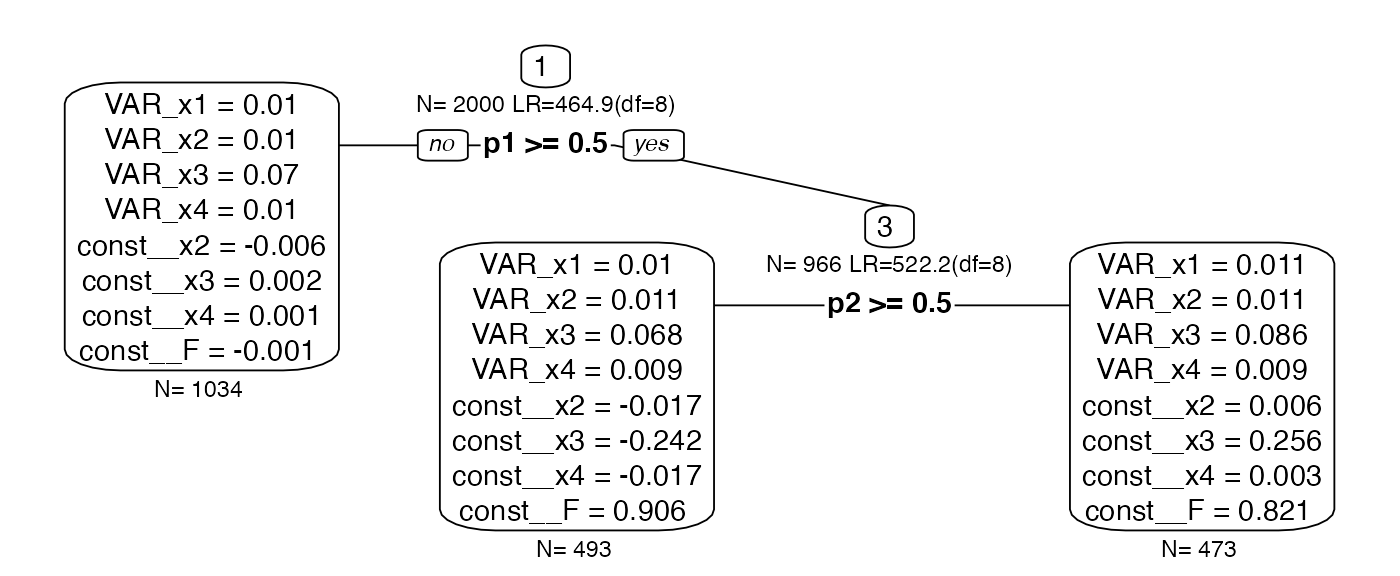 1
N= 2000 LR=464.9(df=8)
no p1 >= 0.5 yes
VAR_x1 = 0.01
VAR_x2 = 0.01
VAR_x3 = 0.07
VAR_x4 = 0.01
const__x2 = -0.006
const__x3 = 0.002
const__x4 = 0.001
const__F = -0.001
N= 1034
3
N= 966 LR=522.2(df=8)
p2 >= 0.5
VAR_x1 = 0.01
VAR_x2 = 0.011
VAR_x3 = 0.068
VAR_x4 = 0.009
const__x2 = -0.017
const__x3 = -0.242
const__x4 = -0.017
const__F = 0.906
N= 493
VAR_x1 = 0.011
VAR_x2 = 0.011
VAR_x3 = 0.086
VAR_x4 = 0.009
const__x2 = 0.006
const__x3 = 0.256
const__x4 = 0.003
const__F = 0.821
N= 473